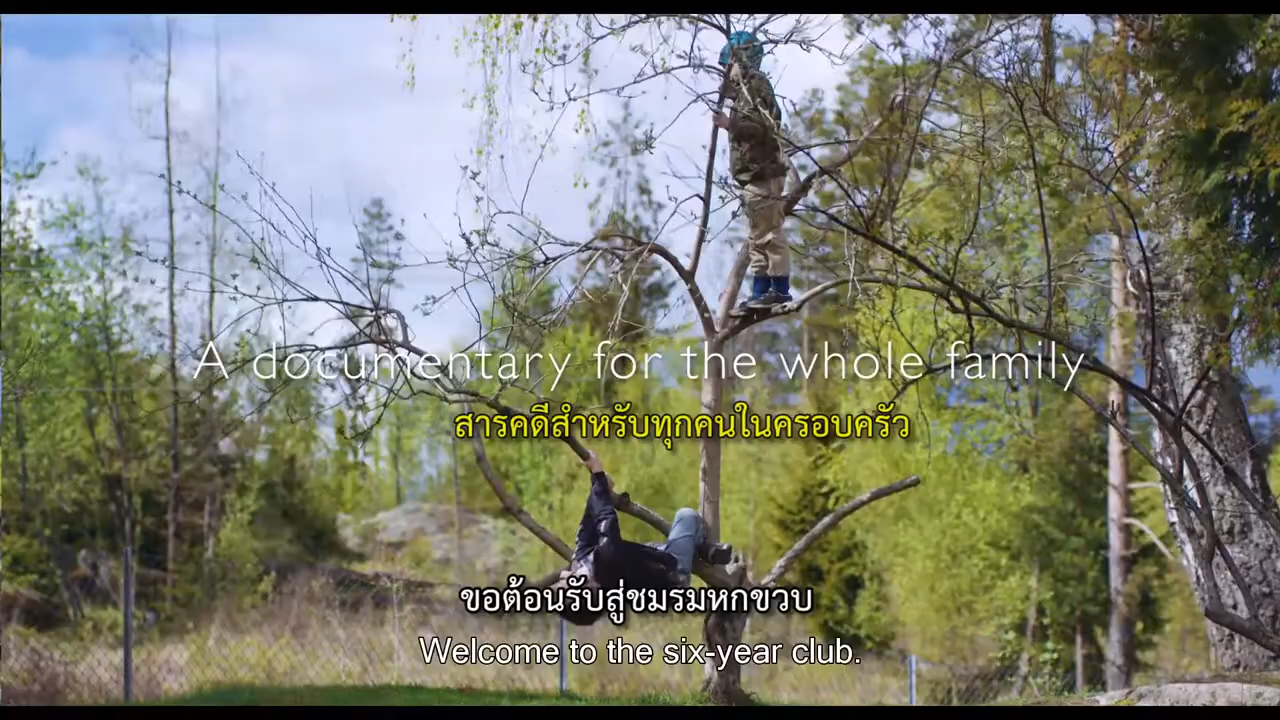 A documentary for the whole family
สารคดีสำหรับทุกคนในครอบครัว
ขอต้อนรับสู่ชมรมหกขวบ
Welcome to the six-year club.